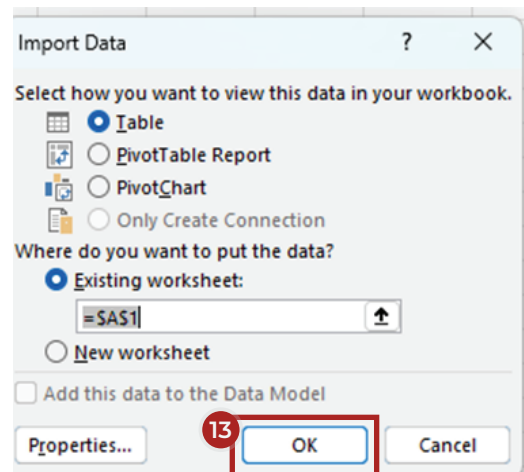 Import Data ? ×
Select how you want to view this data in your workbook.
Table
PivotTable Report
PivotChart
Only Create Connection
Where do you want to put the data?
Existing worksheet:
=$A$1
New worksheet
Add this data to the Data Model
13
Properties... OK Cancel